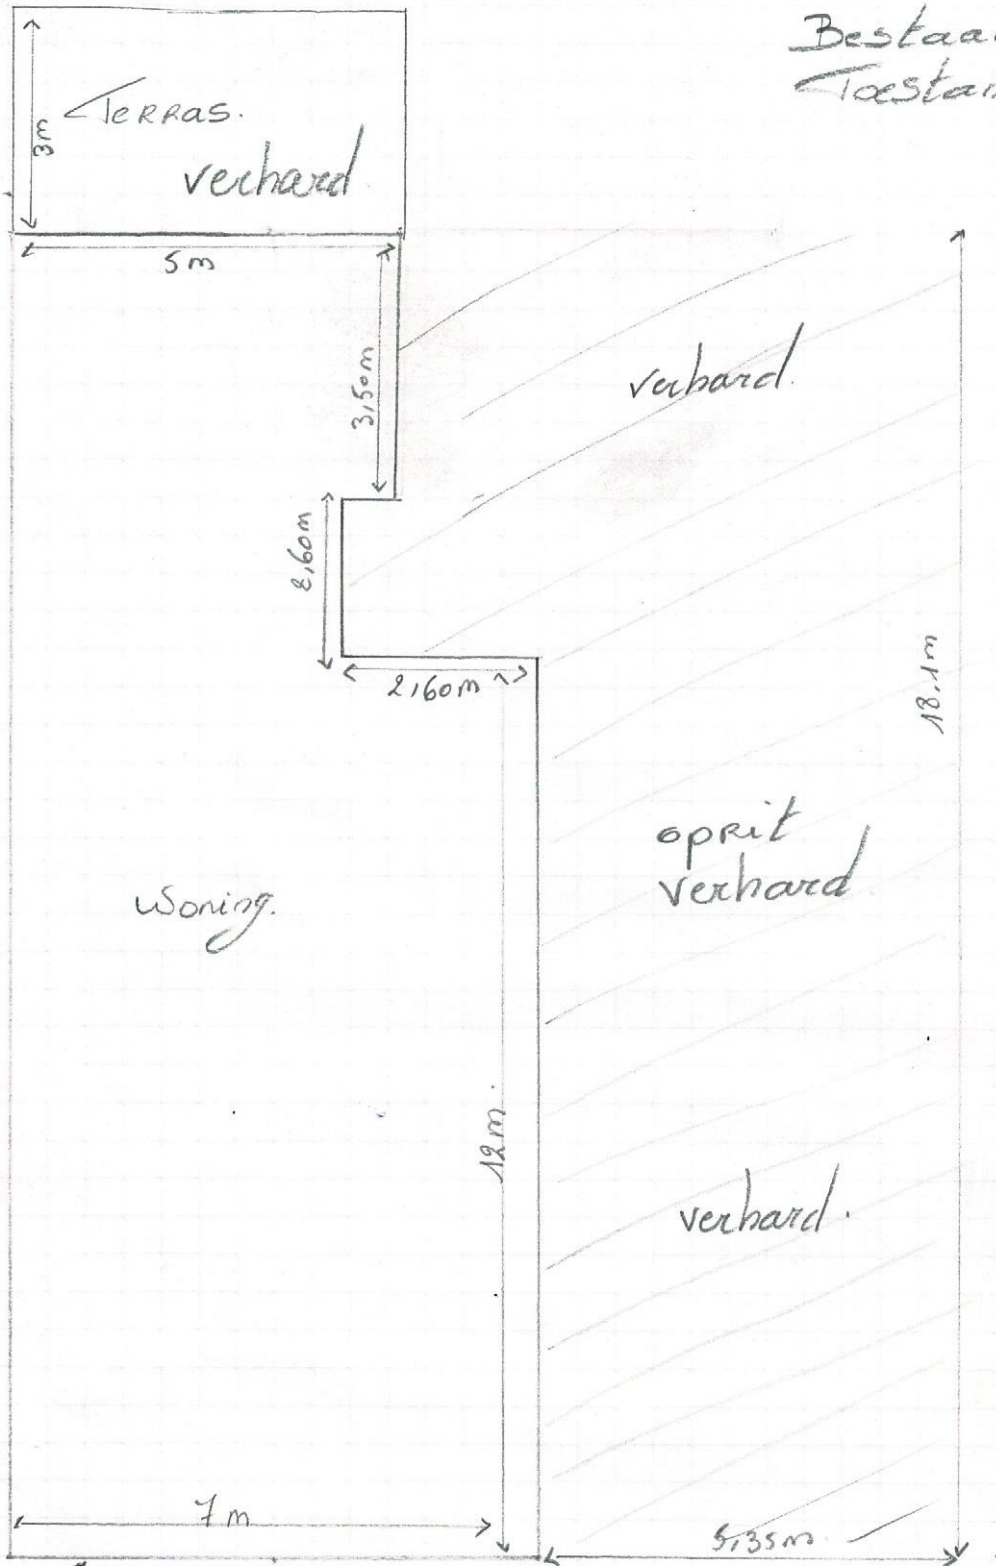 Bestaa
Toestan
Terras.
3m
verhard
5m
verhard.
3,50m
2,60m
2,60m
18,1m
oprit
verhard
Woning.
12m.
verhard.
7m
5,35m